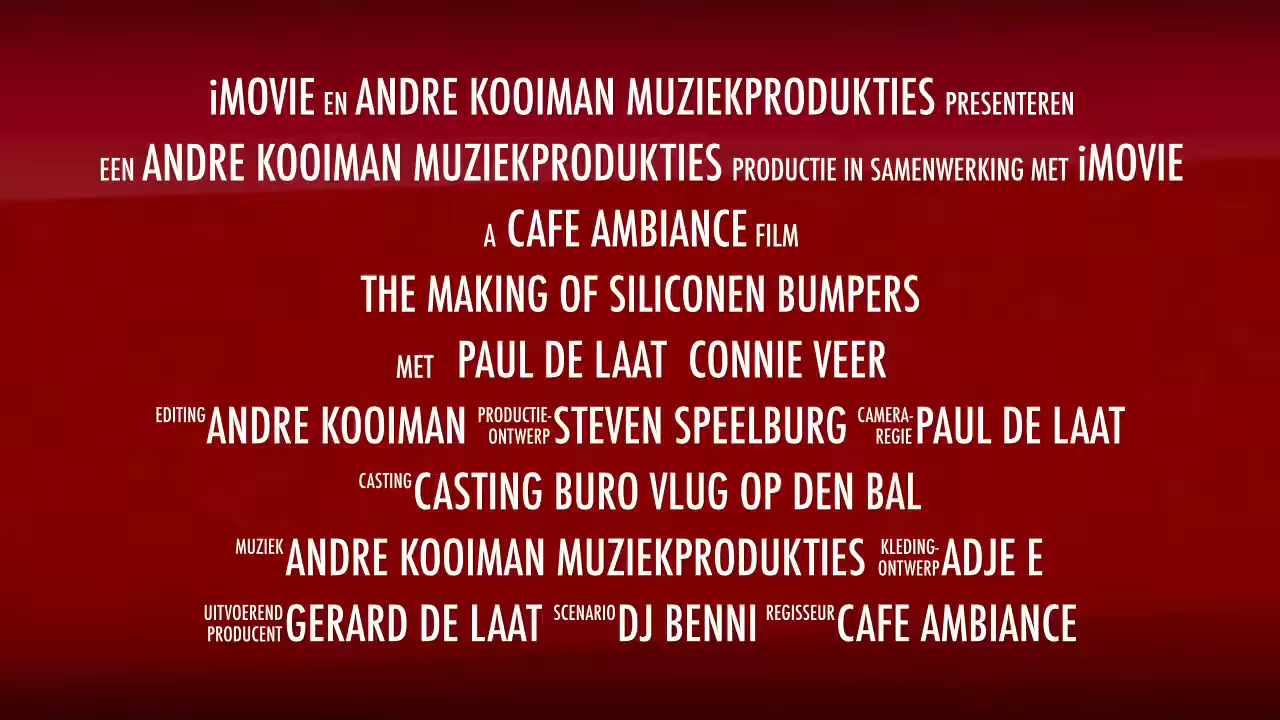 iMOVIE EN ANDRE KOOIMAN MUZIEKPRODUKTIES PRESENTEREN
EEN ANDRE KOOIMAN MUZIEKPRODUKTIES PRODUCTIE IN SAMENWERKING MET iMOVIE
A CAFE AMBIANCE FILM
THE MAKING OF SILICONEN BUMPERS
MET PAUL DE LAAT CONNIE VEER
EDITING ANDRE KOOIMAN PRODUCTIE-ONTWERP STEVEN SPEELBURG CAMERA-REGIE PAUL DE LAAT
CASTING CASTING BURO VLUG OP DEN BAL
MUZIEK ANDRE KOOIMAN MUZIEKPRODUKTIES KLEDING-ONTWERP ADJE E
UITVOEREND PRODUCENT GERARD DE LAAT SCENARIO DJ BENNI REGISSEUR CAFE AMBIANCE